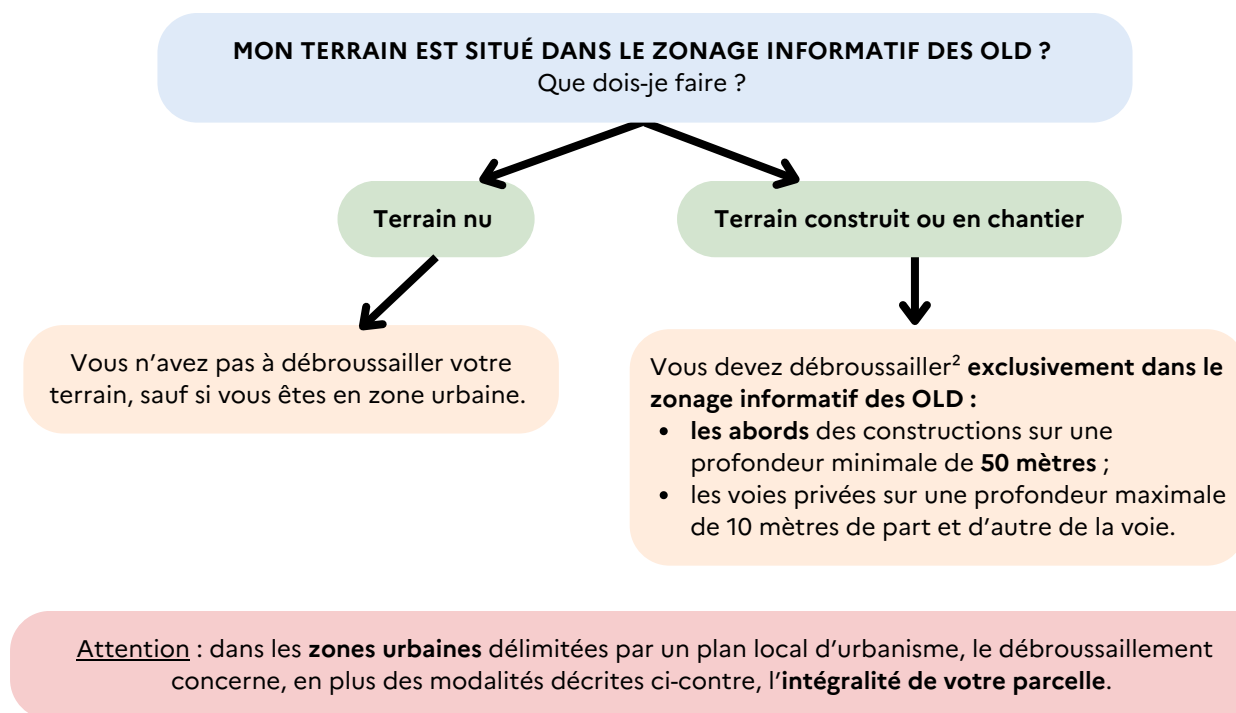 MON TERRAIN EST SITUÉ DANS LE ZONAGE INFORMATIF DES OLD ?
Que dois-je faire ?
Terrain nu
Terrain construit ou en chantier
Vous n'avez pas à débroussailler votre
terrain, sauf si vous êtes en zone urbaine.
Vous devez débroussailler² exclusivement dans le
zonage informatif des OLD :
• les abords des constructions sur une
profondeur minimale de 50 mètres ;
• les voies privées sur une profondeur maximale
de 10 mètres de part et d'autre de la voie.
Attention : dans les zones urbaines délimitées par un plan local d'urbanisme, le débroussaillement
concerne, en plus des modalités décrites ci-contre, l'intégralité de votre parcelle.